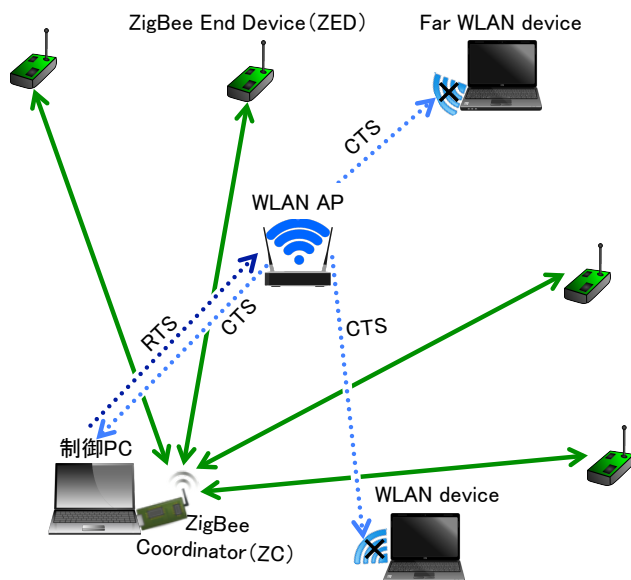 ZigBee End Device(ZED)
Far WLAN device
CTS
WLAN AP
RTS
CTS
CTS
制御PC
WLAN device
ZigBee
Coordinator(ZC)